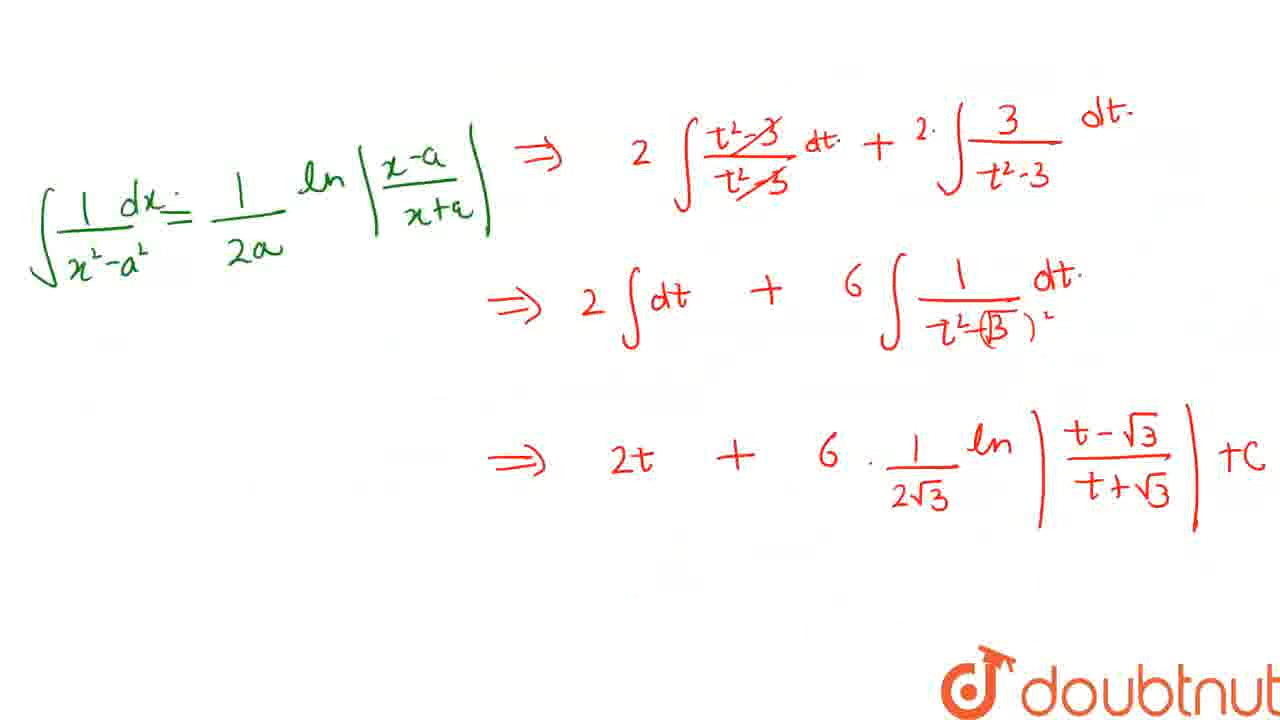 ∫ 1/(x²-a²) dx. = 1/(2a) ln |(x-a)/(x+a)|
⇒ 2 ∫ (t²-3)/(t²-3) dt. + 2. ∫ 3/(t²-3) dt.
⇒ 2 ∫ dt + 6 ∫ 1/(t²-(√3)²) dt.
⇒ 2t + 6 . 1/(2√3) ln |(t-√3)/(t+√3)| + C
doubtnut